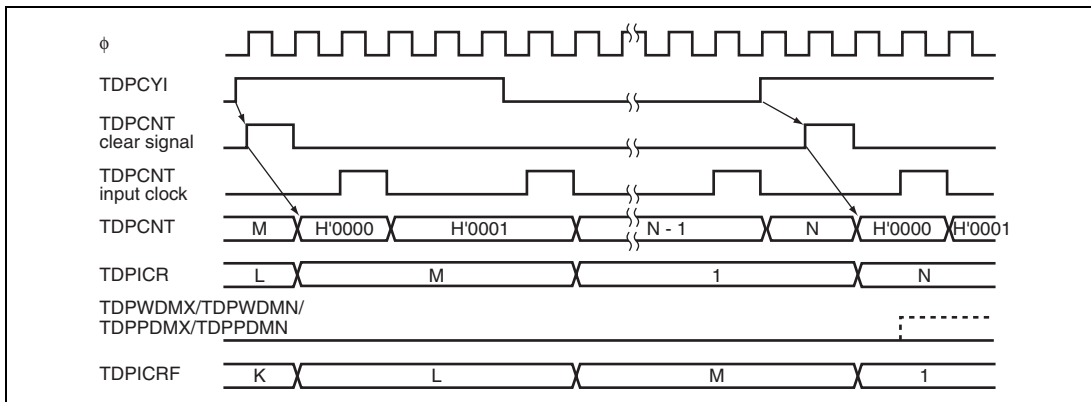 ϕ
TDPCYI
TDPCNT
clear signal
TDPCNT
input clock
TDPCNT M H'0000 H'0001 N - 1 N H'0000 H'0001
TDPICR L M 1 N
TDPWDMX/TDPWDMN/
TDPPDMX/TDPPDMN
TDPICRF K L M 1